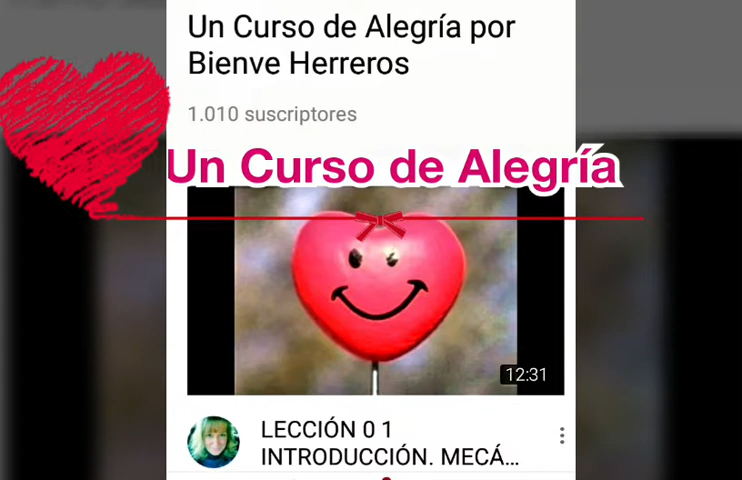 Un Curso de Alegría por
Bienve Herreros
1.010 suscriptores
Un Curso de Alegría
12:31
LECCIÓN 0 1
INTRODUCCIÓN. MECÁ...